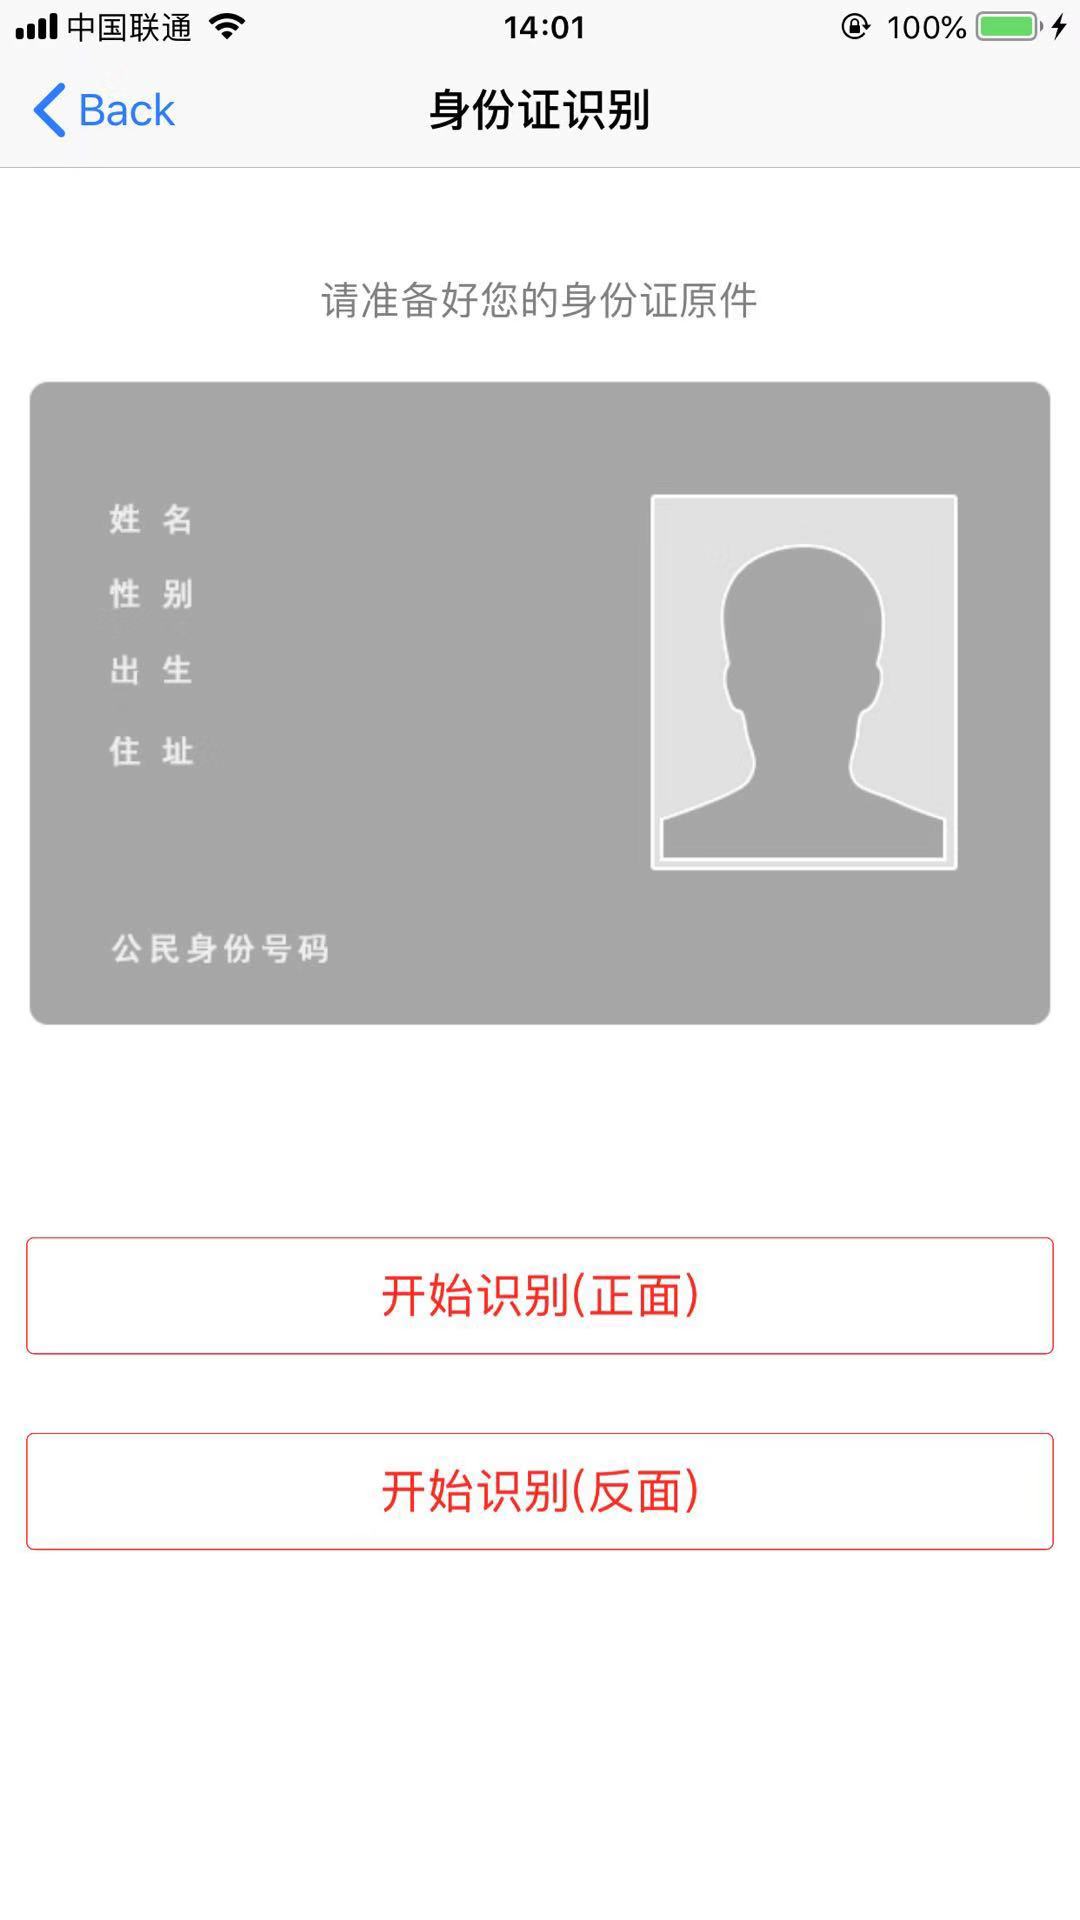 中国联通 14:01 100%
Back 身份证识别
请准备好您的身份证原件
姓 名
性 别
出 生
住 址
公民身份号码
开始识别(正面)
开始识别(反面)